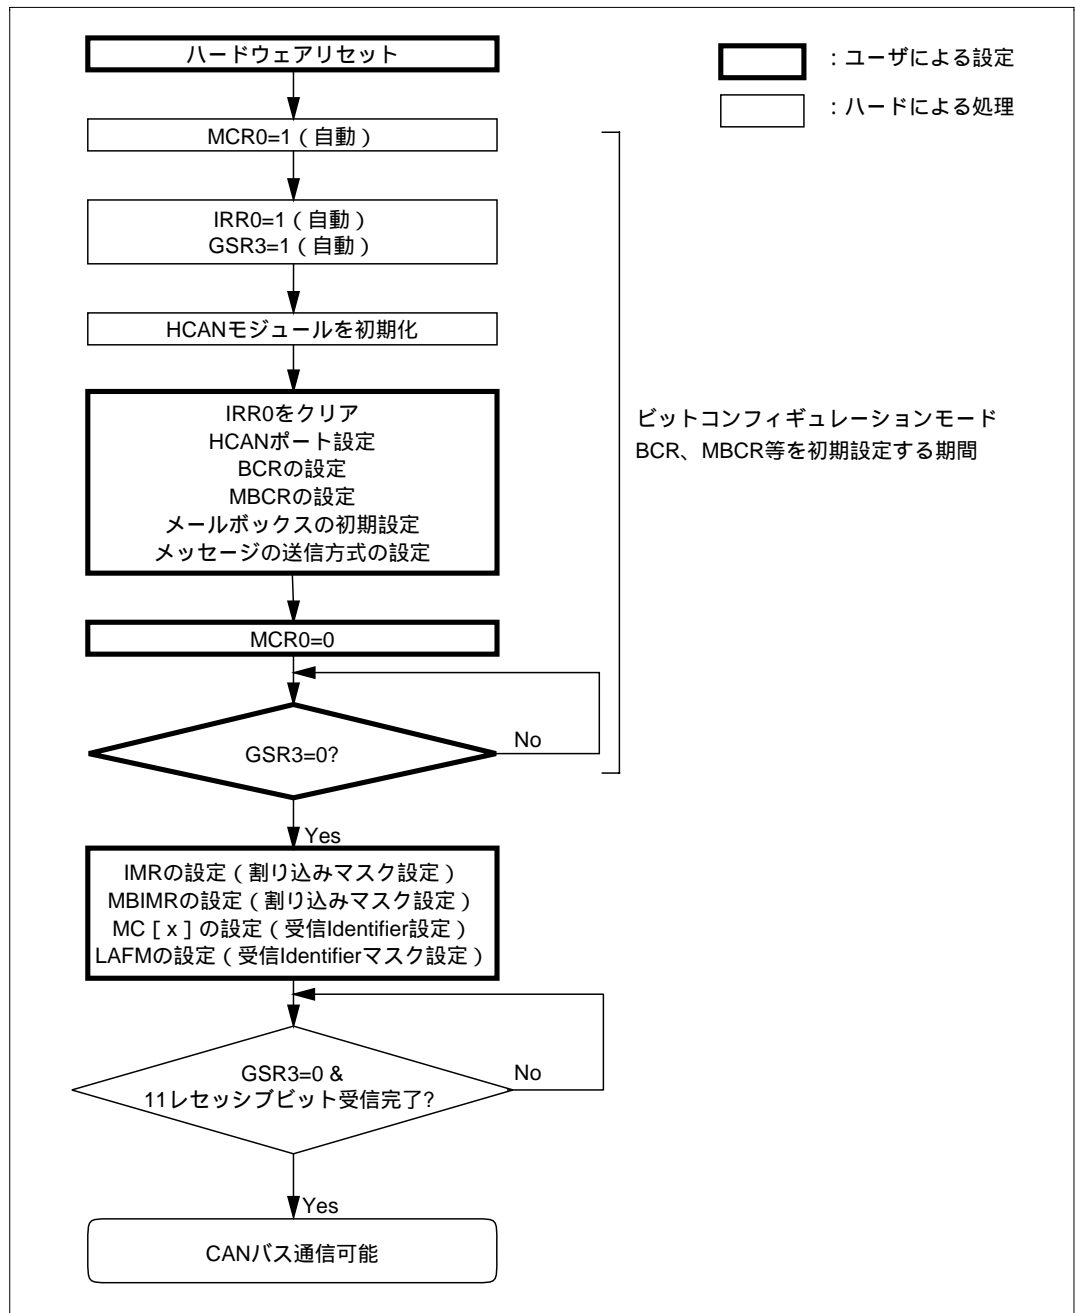 ハードウェアリセット
：ユーザによる設定
：ハードによる処理
MCR0=1（自動）
IRR0=1（自動）
GSR3=1（自動）
HCANモジュールを初期化
IRR0をクリア
HCANポート設定
BCRの設定
MBCRの設定
メールボックスの初期設定
メッセージの送信方式の設定
ビットコンフィギュレーションモード
BCR、MBCR等を初期設定する期間
MCR0=0
GSR3=0?
No
Yes
IMRの設定（割り込みマスク設定）
MBIMRの設定（割り込みマスク設定）
MC［x］の設定（受信Identifier設定）
LAFMの設定（受信Identifierマスク設定）
GSR3=0 &
11レセッシブビット受信完了?
No
Yes
CANバス通信可能